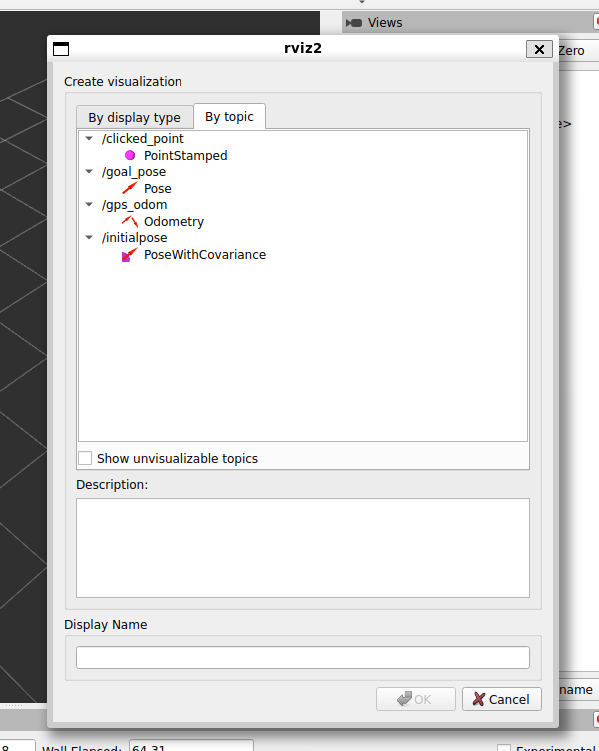 Views
rviz2
Zero
Create visualization
By display type
By topic
/clicked_point
PointStamped
/goal_pose
Pose
/gps_odom
Odometry
/initialpose
PoseWithCovariance
Show unvisualizable topics
Description:
Display Name
OK
Cancel
name
8
Wall Elapsed:
64.31
Experimental